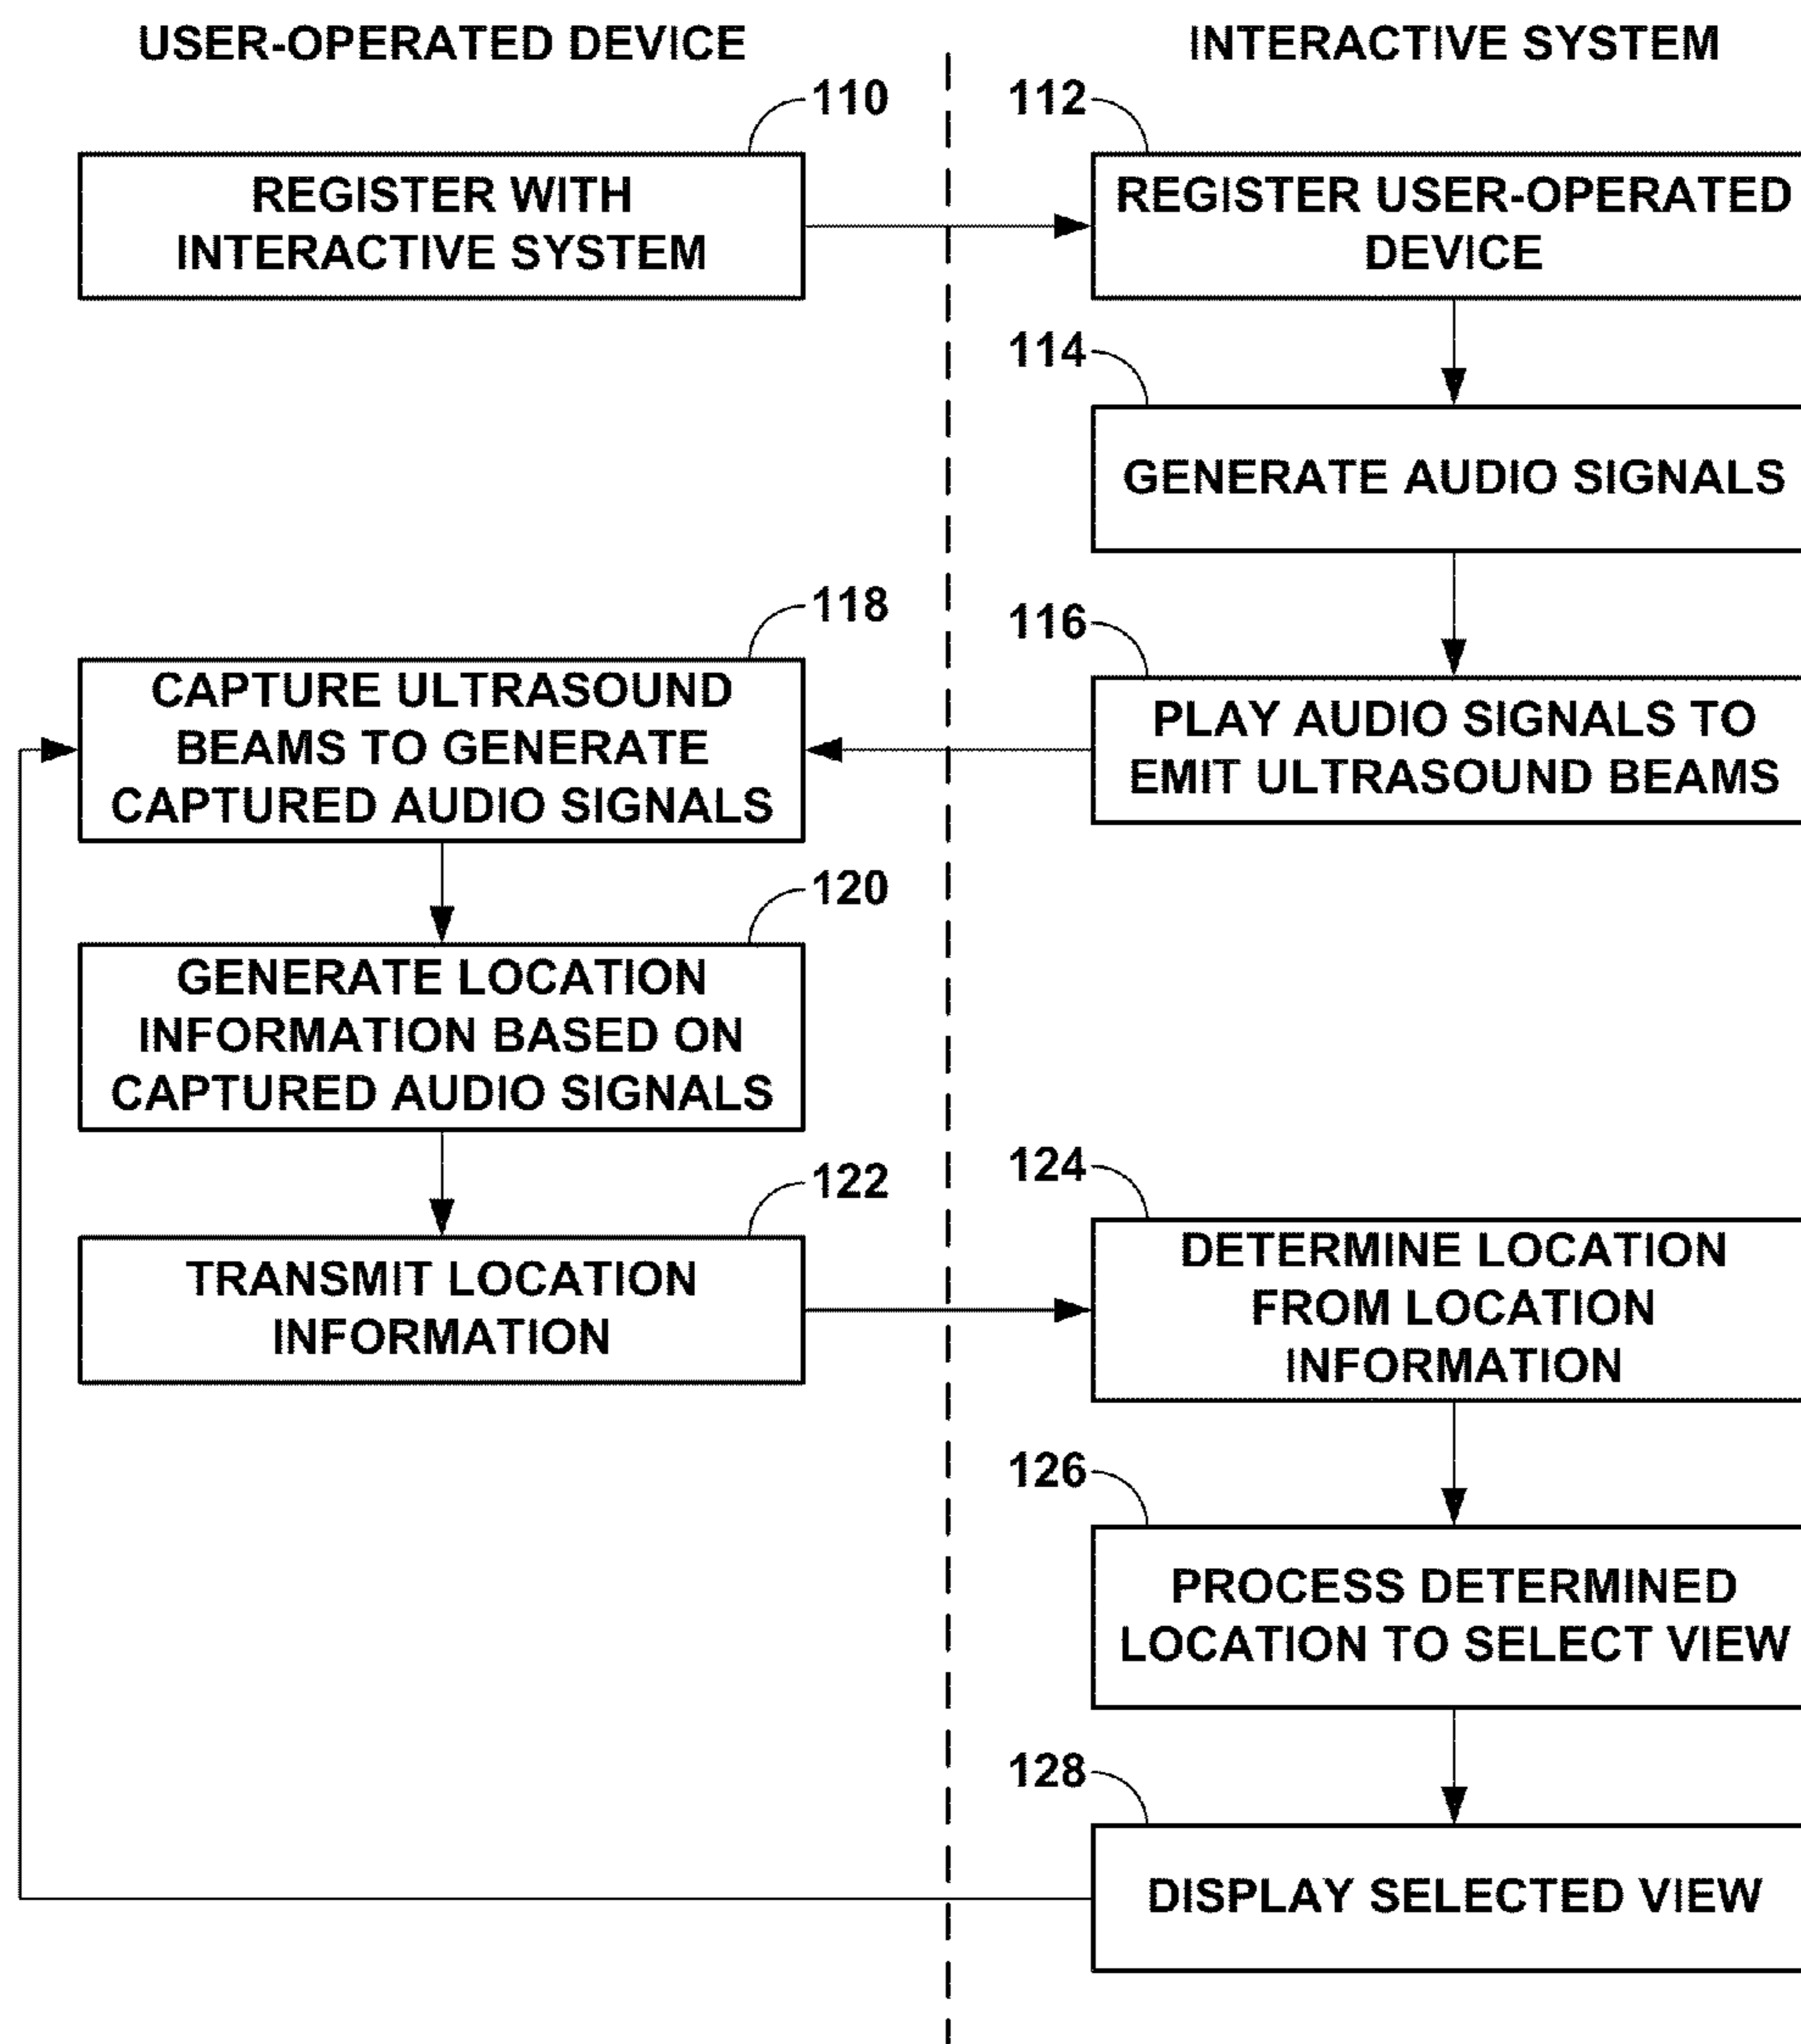 USER-OPERATED DEVICE
INTERACTIVE SYSTEM
110
REGISTER WITH
INTERACTIVE SYSTEM
112
REGISTER USER-OPERATED
DEVICE
114
GENERATE AUDIO SIGNALS
116
PLAY AUDIO SIGNALS TO
EMIT ULTRASOUND BEAMS
118
CAPTURE ULTRASOUND
BEAMS TO GENERATE
CAPTURED AUDIO SIGNALS
120
GENERATE LOCATION
INFORMATION BASED ON
CAPTURED AUDIO SIGNALS
122
TRANSMIT LOCATION
INFORMATION
124
DETERMINE LOCATION
FROM LOCATION
INFORMATION
126
PROCESS DETERMINED
LOCATION TO SELECT VIEW
128
DISPLAY SELECTED VIEW